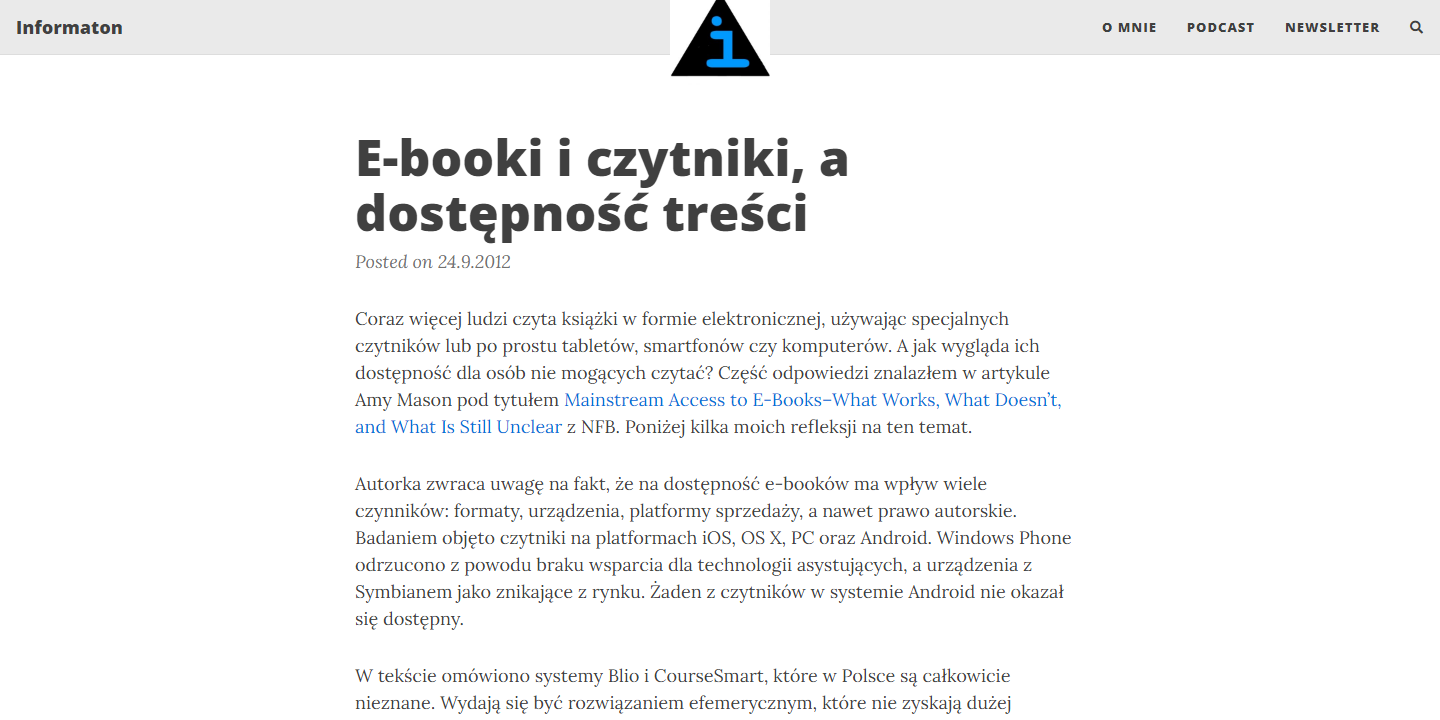 Informaton
i
O MNIE
PODCAST
NEWSLETTER
E-booki i czytniki, a
dostępność treści
Posted on 24.9.2012
Coraz więcej ludzi czyta książki w formie elektronicznej, używając specjalnych
czytników lub po prostu tabletów, smartfonów czy komputerów. A jak wygląda ich
dostępność dla osób nie mogących czytać? Część odpowiedzi znalazłem w artykule
Amy Mason pod tytułem Mainstream Access to E-Books–What Works, What Doesn’t,
and What Is Still Unclear z NFB. Poniżej kilka moich refleksji na ten temat.
Autorka zwraca uwagę na fakt, że na dostępność e-booków ma wpływ wiele
czynników: formaty, urządzenia, platformy sprzedaży, a nawet prawo autorskie.
Badaniem objęto czytniki na platformach iOS, OS X, PC oraz Android. Windows Phone
odrzucono z powodu braku wsparcia dla technologii asystujących, a urządzenia z
Symbianem jako znikające z rynku. Żaden z czytników w systemie Android nie okazał
się dostępny.
W tekście omówiono systemy Blio i CourseSmart, które w Polsce są całkowicie
nieznane. Wydają się być rozwiązaniem efemerycznym, które nie zyskają dużej